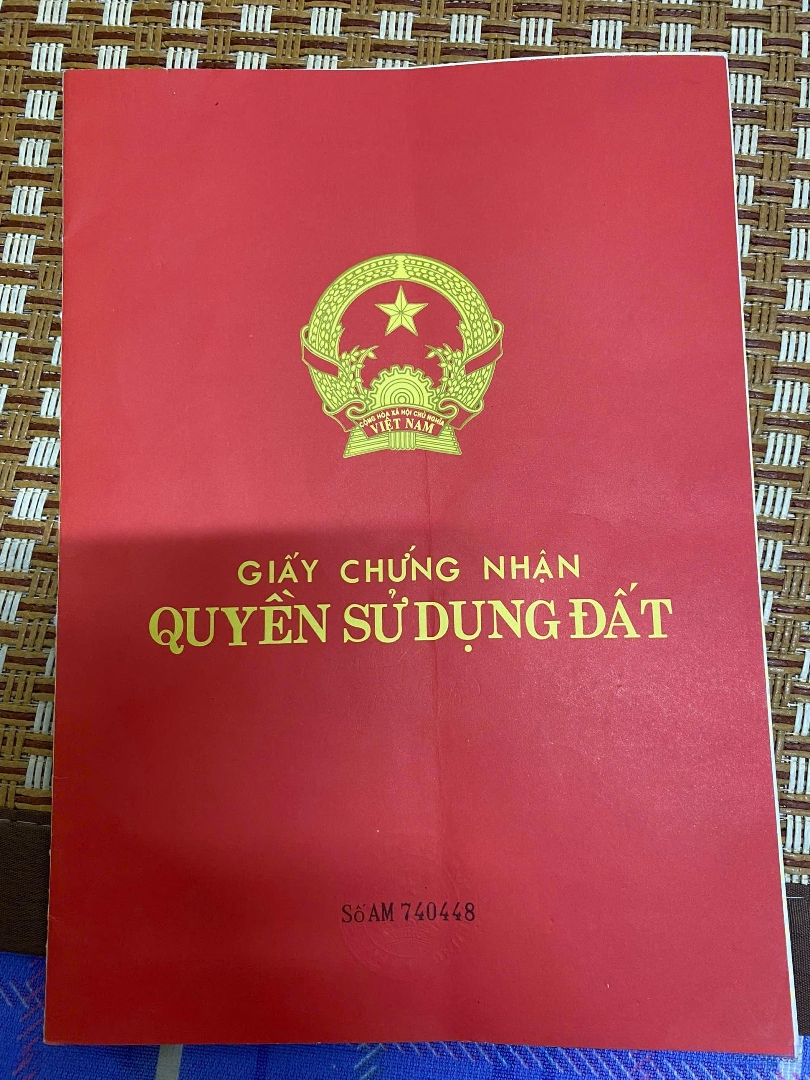 CỘNG HÒA XÃ HỘI CHỦ NGHĨA
VIỆT NAM
GIẤY CHỨNG NHẬN
QUYỀN SỬ DỤNG ĐẤT
Số AM 740448